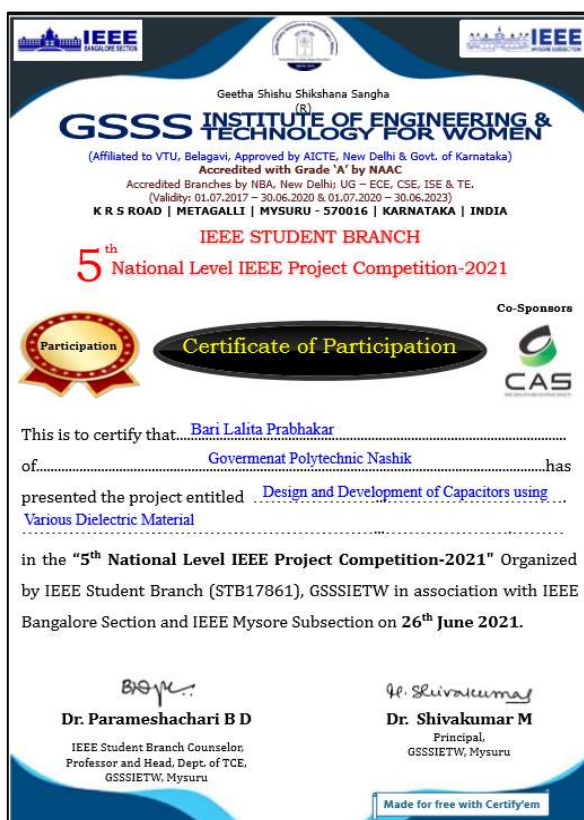 IEEE
BANGALORE SECTION
IEEE
MYSORE SUBSECTION
Geetha Shishu Shikshana Sangha
(R)
GSSS INSTITUTE OF ENGINEERING &
TECHNOLOGY FOR WOMEN
(Affiliated to VTU, Belagavi, Approved by AICTE, New Delhi & Govt. of Karnataka)
Accredited with Grade 'A' by NAAC
Accredited Branches by NBA, New Delhi; UG – ECE, CSE, ISE & TE.
(Validity: 01.07.2017 – 30.06.2020 & 01.07.2020 – 30.06.2023)
K R S ROAD | METAGALLI | MYSURU - 570016 | KARNATAKA | INDIA
IEEE STUDENT BRANCH
5th National Level IEEE Project Competition-2021
Co-Sponsors
Participation
Certificate of Participation
CAS
This is to certify that Bari Lalita Prabhakar
of Govermenat Polytechnic Nashik has
presented the project entitled Design and Development of Capacitors using
Various Dielectric Material
in the "5th National Level IEEE Project Competition-2021" Organized
by IEEE Student Branch (STB17861), GSSSIETW in association with IEEE
Bangalore Section and IEEE Mysore Subsection on 26th June 2021.
Dr. Parameshachari B D
IEEE Student Branch Counselor,
Professor and Head, Dept. of TCE,
GSSSIETW, Mysuru
H. Shivakumar
Dr. Shivakumar M
Principal,
GSSSIETW, Mysuru
Made for free with Certify'em